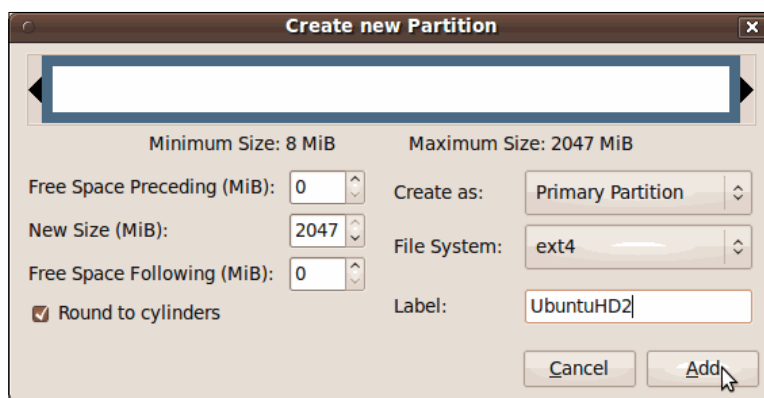 Create new Partition
Minimum Size: 8 MiB Maximum Size: 2047 MiB
Free Space Preceding (MiB): 0
New Size (MiB): 2047
Free Space Following (MiB): 0
Round to cylinders
Create as: Primary Partition
File System: ext4
Label: UbuntuHD2
Cancel Add